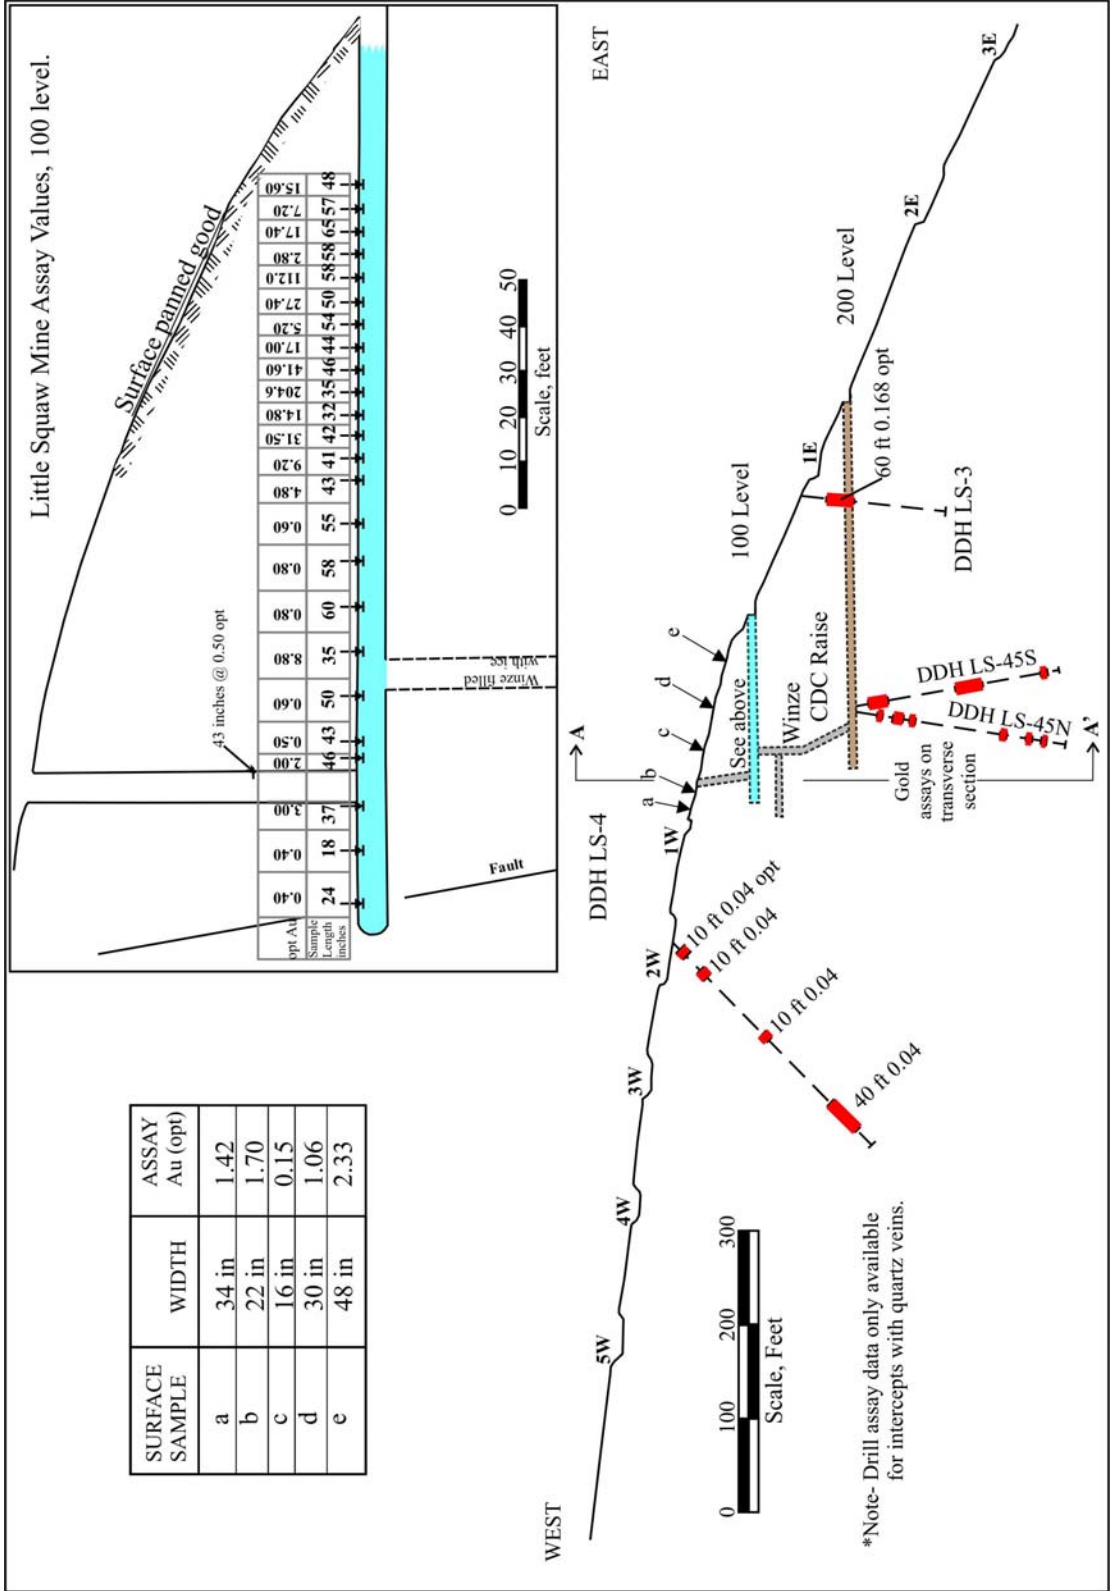 Little Squaw Mine Assay Values, 100 level.
Surface panned good
43 inches @ 0.50 opt
opt Au 0.40 0.40 3.00 2.00 0.50 0.60 8.80 0.80 0.80 0.60 4.80 9.20 31.50 14.80 204.6 41.60 17.00 5.20 27.40 112.0 2.80 17.40 7.20 15.60
Sample
Length
inches
24 18 37 46 43 50 35 60 58 55 43 41 42 32 35 46 44 54 50 58 58 65 57 48
Winze filled
with ice
Fault
0 10 20 30 40 50
Scale, feet
SURFACE
SAMPLE
WIDTH
ASSAY
Au (opt)
a 34 in 1.42
b 22 in 1.70
c 16 in 0.15
d 30 in 1.06
e 48 in 2.33
WEST
EAST
DDH LS-4
A
5W
4W
3W
2W
1W
a
b
c
d
e
100 Level
See above
Winze
CDC Raise
1E
200 Level
2E
3E
10 ft 0.04 opt
10 ft 0.04
10 ft 0.04
40 ft 0.04
60 ft 0.168 opt
DDH LS-3
DDH LS-45S
DDH LS-45N
Gold
assays on
transverse
section
A'
0 100 200 300
Scale, Feet
*Note- Drill assay data only available
for intercepts with quartz veins.